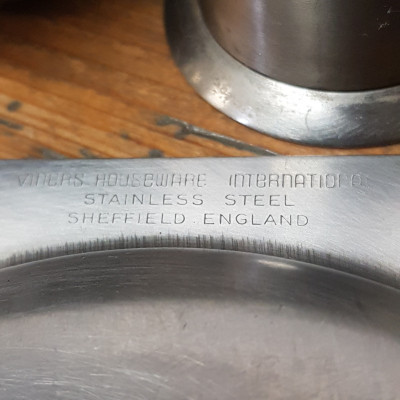 VINERS HOUSEWARE INTERNATIONAL
STAINLESS STEEL
SHEFFIELD ENGLAND